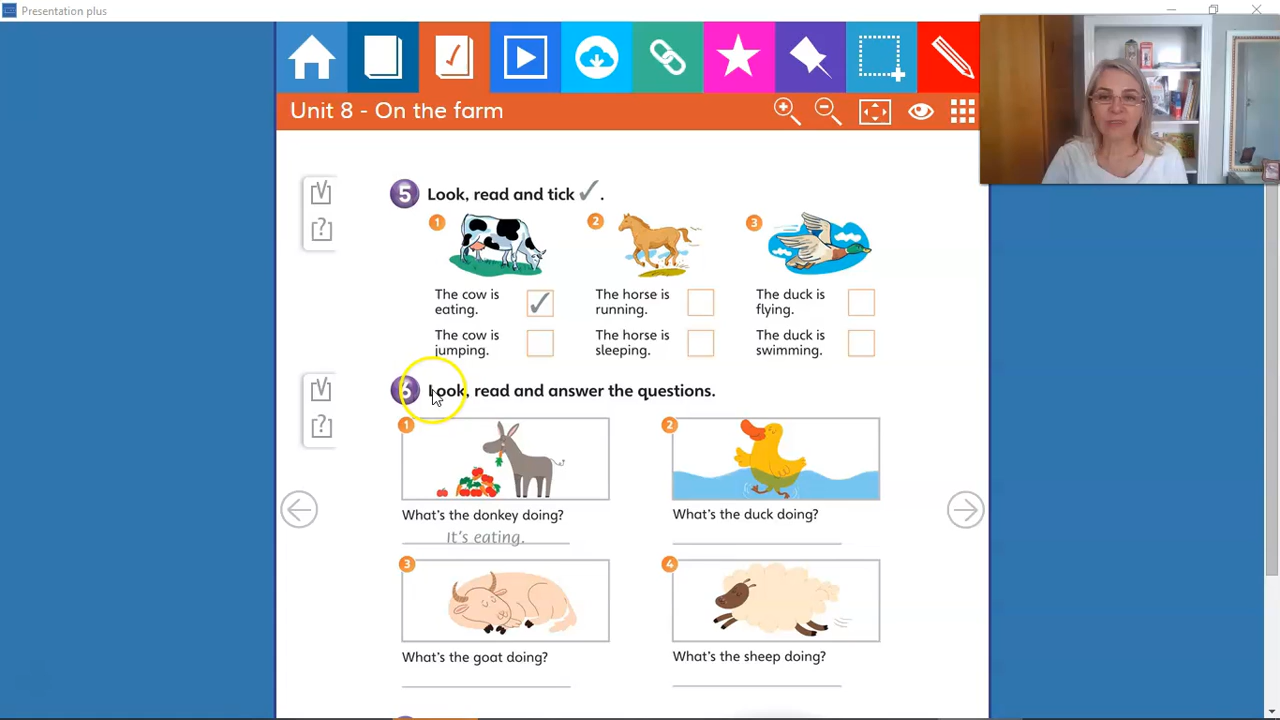 Presentation plus
Unit 8 - On the farm
5 Look, read and tick ✓.
1
2
3
The cow is
eating.
✓
The horse is
running.
The duck is
flying.
The cow is
jumping.
The horse is
sleeping.
The duck is
swimming.
6 Look, read and answer the questions.
1
2
What's the donkey doing?
It's eating.
What's the duck doing?
3
4
What's the goat doing?
What's the sheep doing?